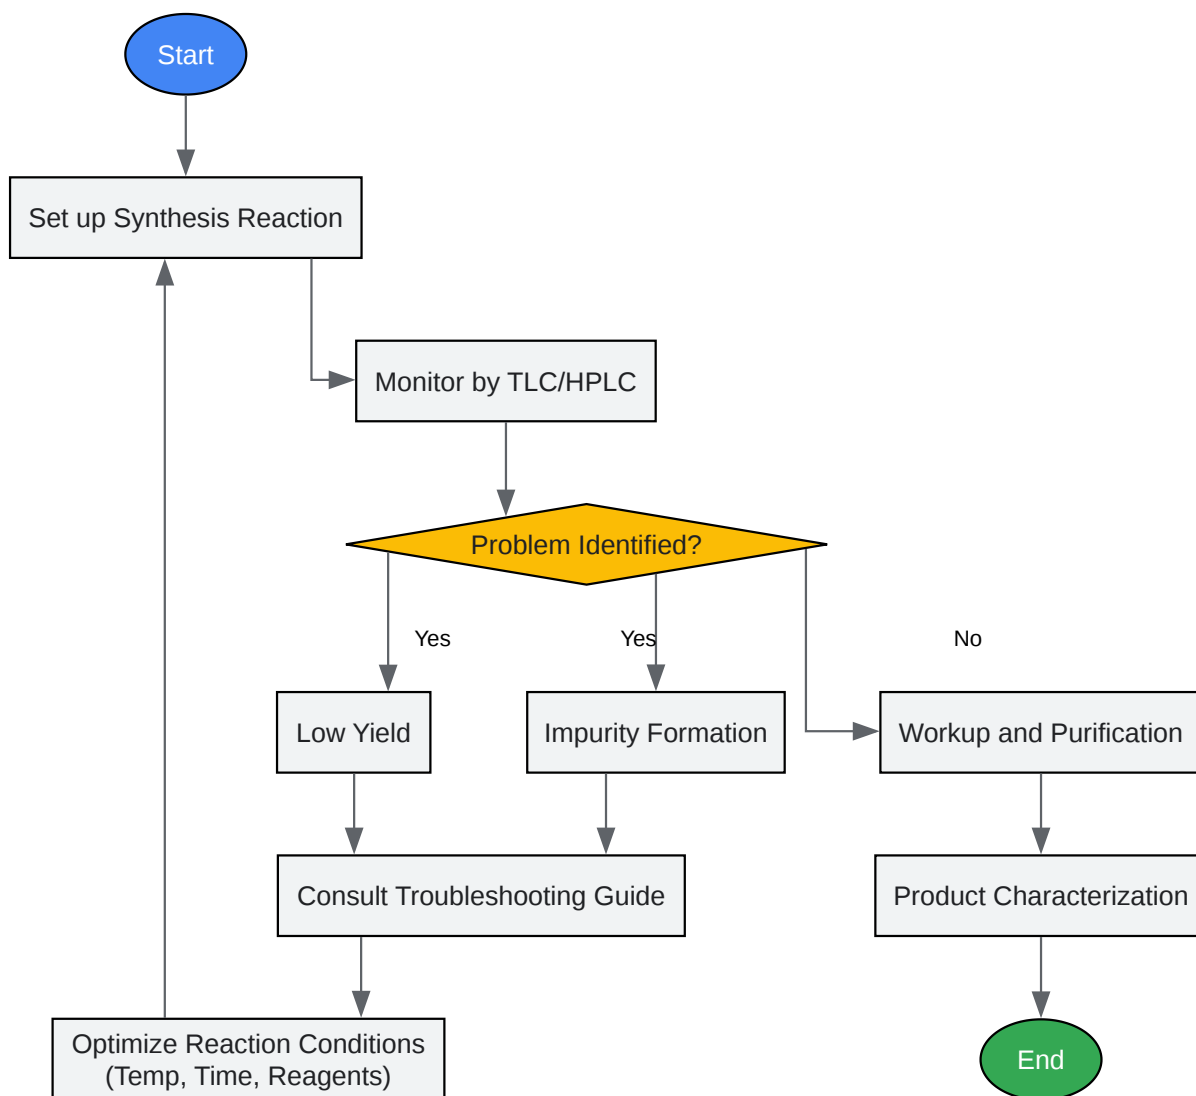 Start
Set up Synthesis Reaction
Monitor by TLC/HPLC
Problem Identified?
Yes
Yes
No
Low Yield
Impurity Formation
Workup and Purification
Consult Troubleshooting Guide
Product Characterization
Optimize Reaction Conditions
(Temp, Time, Reagents)
End